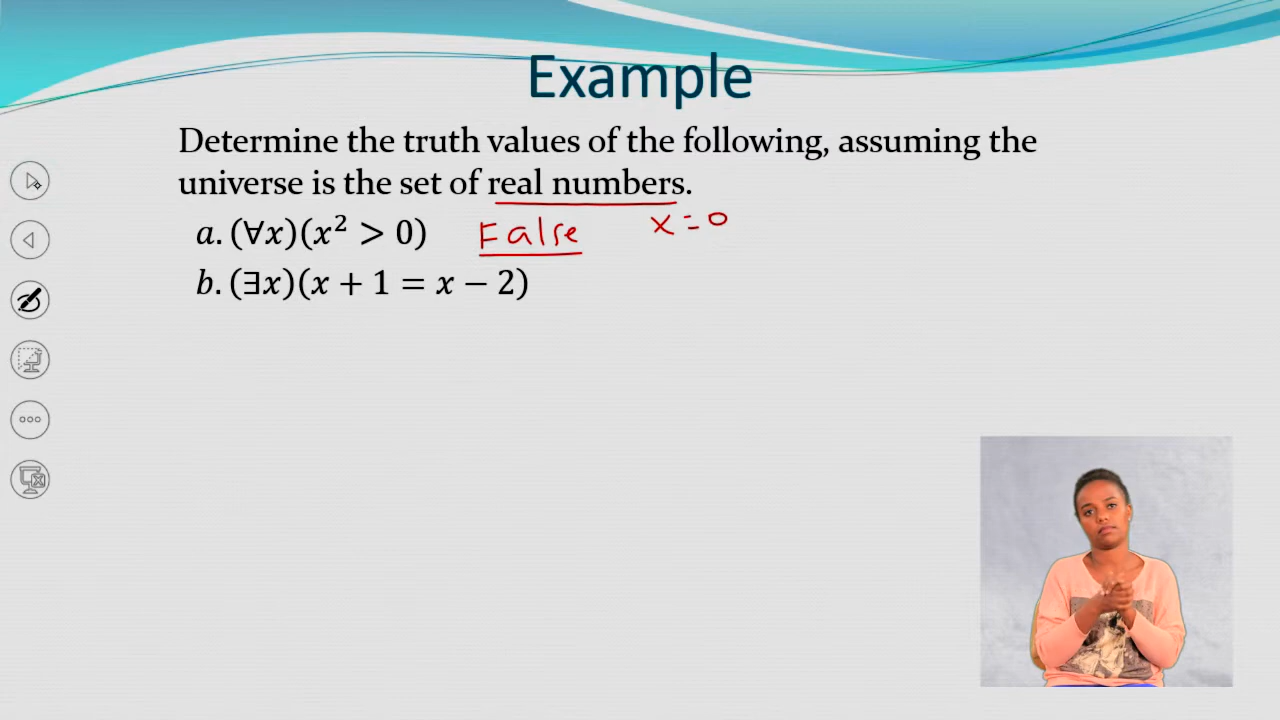 Example
Determine the truth values of the following, assuming the
universe is the set of real numbers.
a. (∀x)(x² > 0) False x=0
b. (∃x)(x + 1 = x − 2)